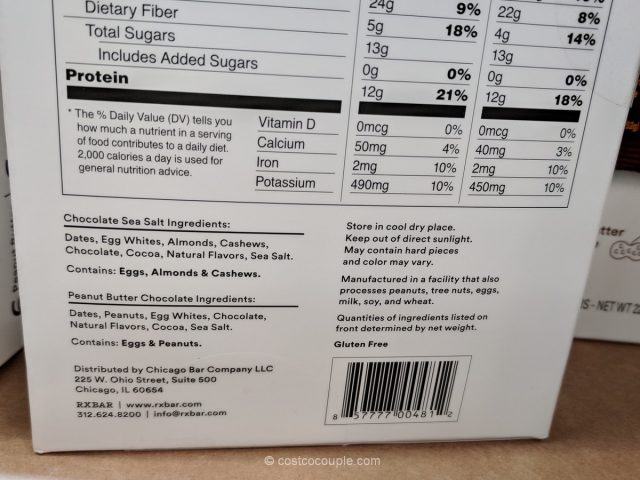 24g 9% 22g 8%
Dietary Fiber 5g 18% 4g 14%
Total Sugars 13g 13g
Includes Added Sugars 0g 0% 0g 0%
Protein 12g 21% 12g 18%
* The % Daily Value (DV) tells you
how much a nutrient in a serving
of food contributes to a daily diet.
2,000 calories a day is used for
general nutrition advice.
Vitamin D 0mcg 0% 0mcg 0%
Calcium 50mg 4% 40mg 3%
Iron 2mg 10% 2mg 10%
Potassium 490mg 10% 450mg 10%
Chocolate Sea Salt Ingredients:
Dates, Egg Whites, Almonds, Cashews,
Chocolate, Cocoa, Natural Flavors, Sea Salt.
Contains: Eggs, Almonds & Cashews.
Peanut Butter Chocolate Ingredients:
Dates, Peanuts, Egg Whites, Chocolate,
Natural Flavors, Cocoa, Sea Salt.
Contains: Eggs & Peanuts.
Distributed by Chicago Bar Company LLC
225 W. Ohio Street, Suite 500
Chicago, IL 60654
RXBAR | www.rxbar.com
312.624.8200 | info@rxbar.com
Store in cool dry place.
Keep out of direct sunlight.
May contain hard pieces
and color may vary.
Manufactured in a facility that also
processes peanuts, tree nuts, eggs,
milk, soy, and wheat.
Quantities of ingredients listed on
front determined by net weight.
Gluten Free
8 57777 00481 2
NET WT
© costcocouple.com